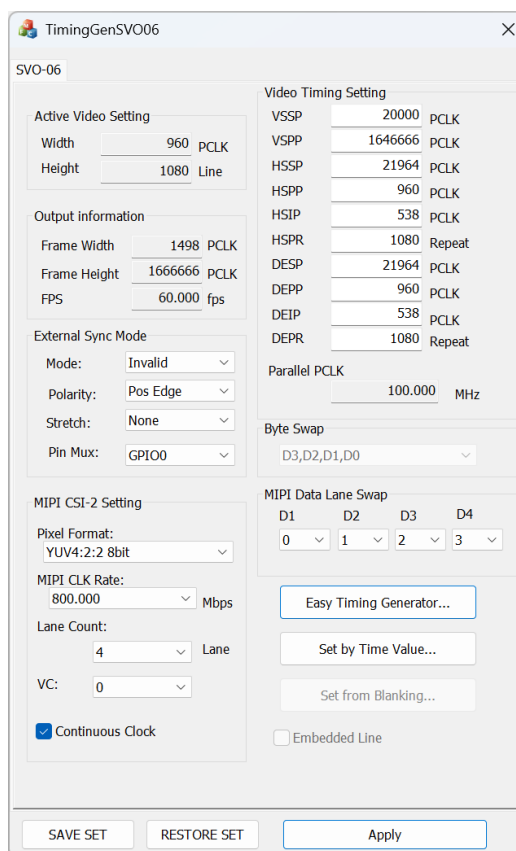 TimingGenSVO06
SVO-06
Active Video Setting
Width 960 PCLK
Height 1080 Line
Output information
Frame Width 1498 PCLK
Frame Height 1666666 PCLK
FPS 60.000 fps
External Sync Mode
Mode: Invalid
Polarity: Pos Edge
Stretch: None
Pin Mux: GPIO0
MIPI CSI-2 Setting
Pixel Format:
YUV4:2:2 8bit
MIPI CLK Rate:
800.000 Mbps
Lane Count:
4 Lane
VC: 0
Continuous Clock
Video Timing Setting
VSSP 20000 PCLK
VSPP 1646666 PCLK
HSSP 21964 PCLK
HSPP 960 PCLK
HSIP 538 PCLK
HSPR 1080 Repeat
DESP 21964 PCLK
DEPP 960 PCLK
DEIP 538 PCLK
DEPR 1080 Repeat
Parallel PCLK
100.000 MHz
Byte Swap
D3,D2,D1,D0
MIPI Data Lane Swap
D1 D2 D3 D4
0 1 2 3
Easy Timing Generator...
Set by Time Value...
Set from Blanking...
Embedded Line
SAVE SET RESTORE SET Apply